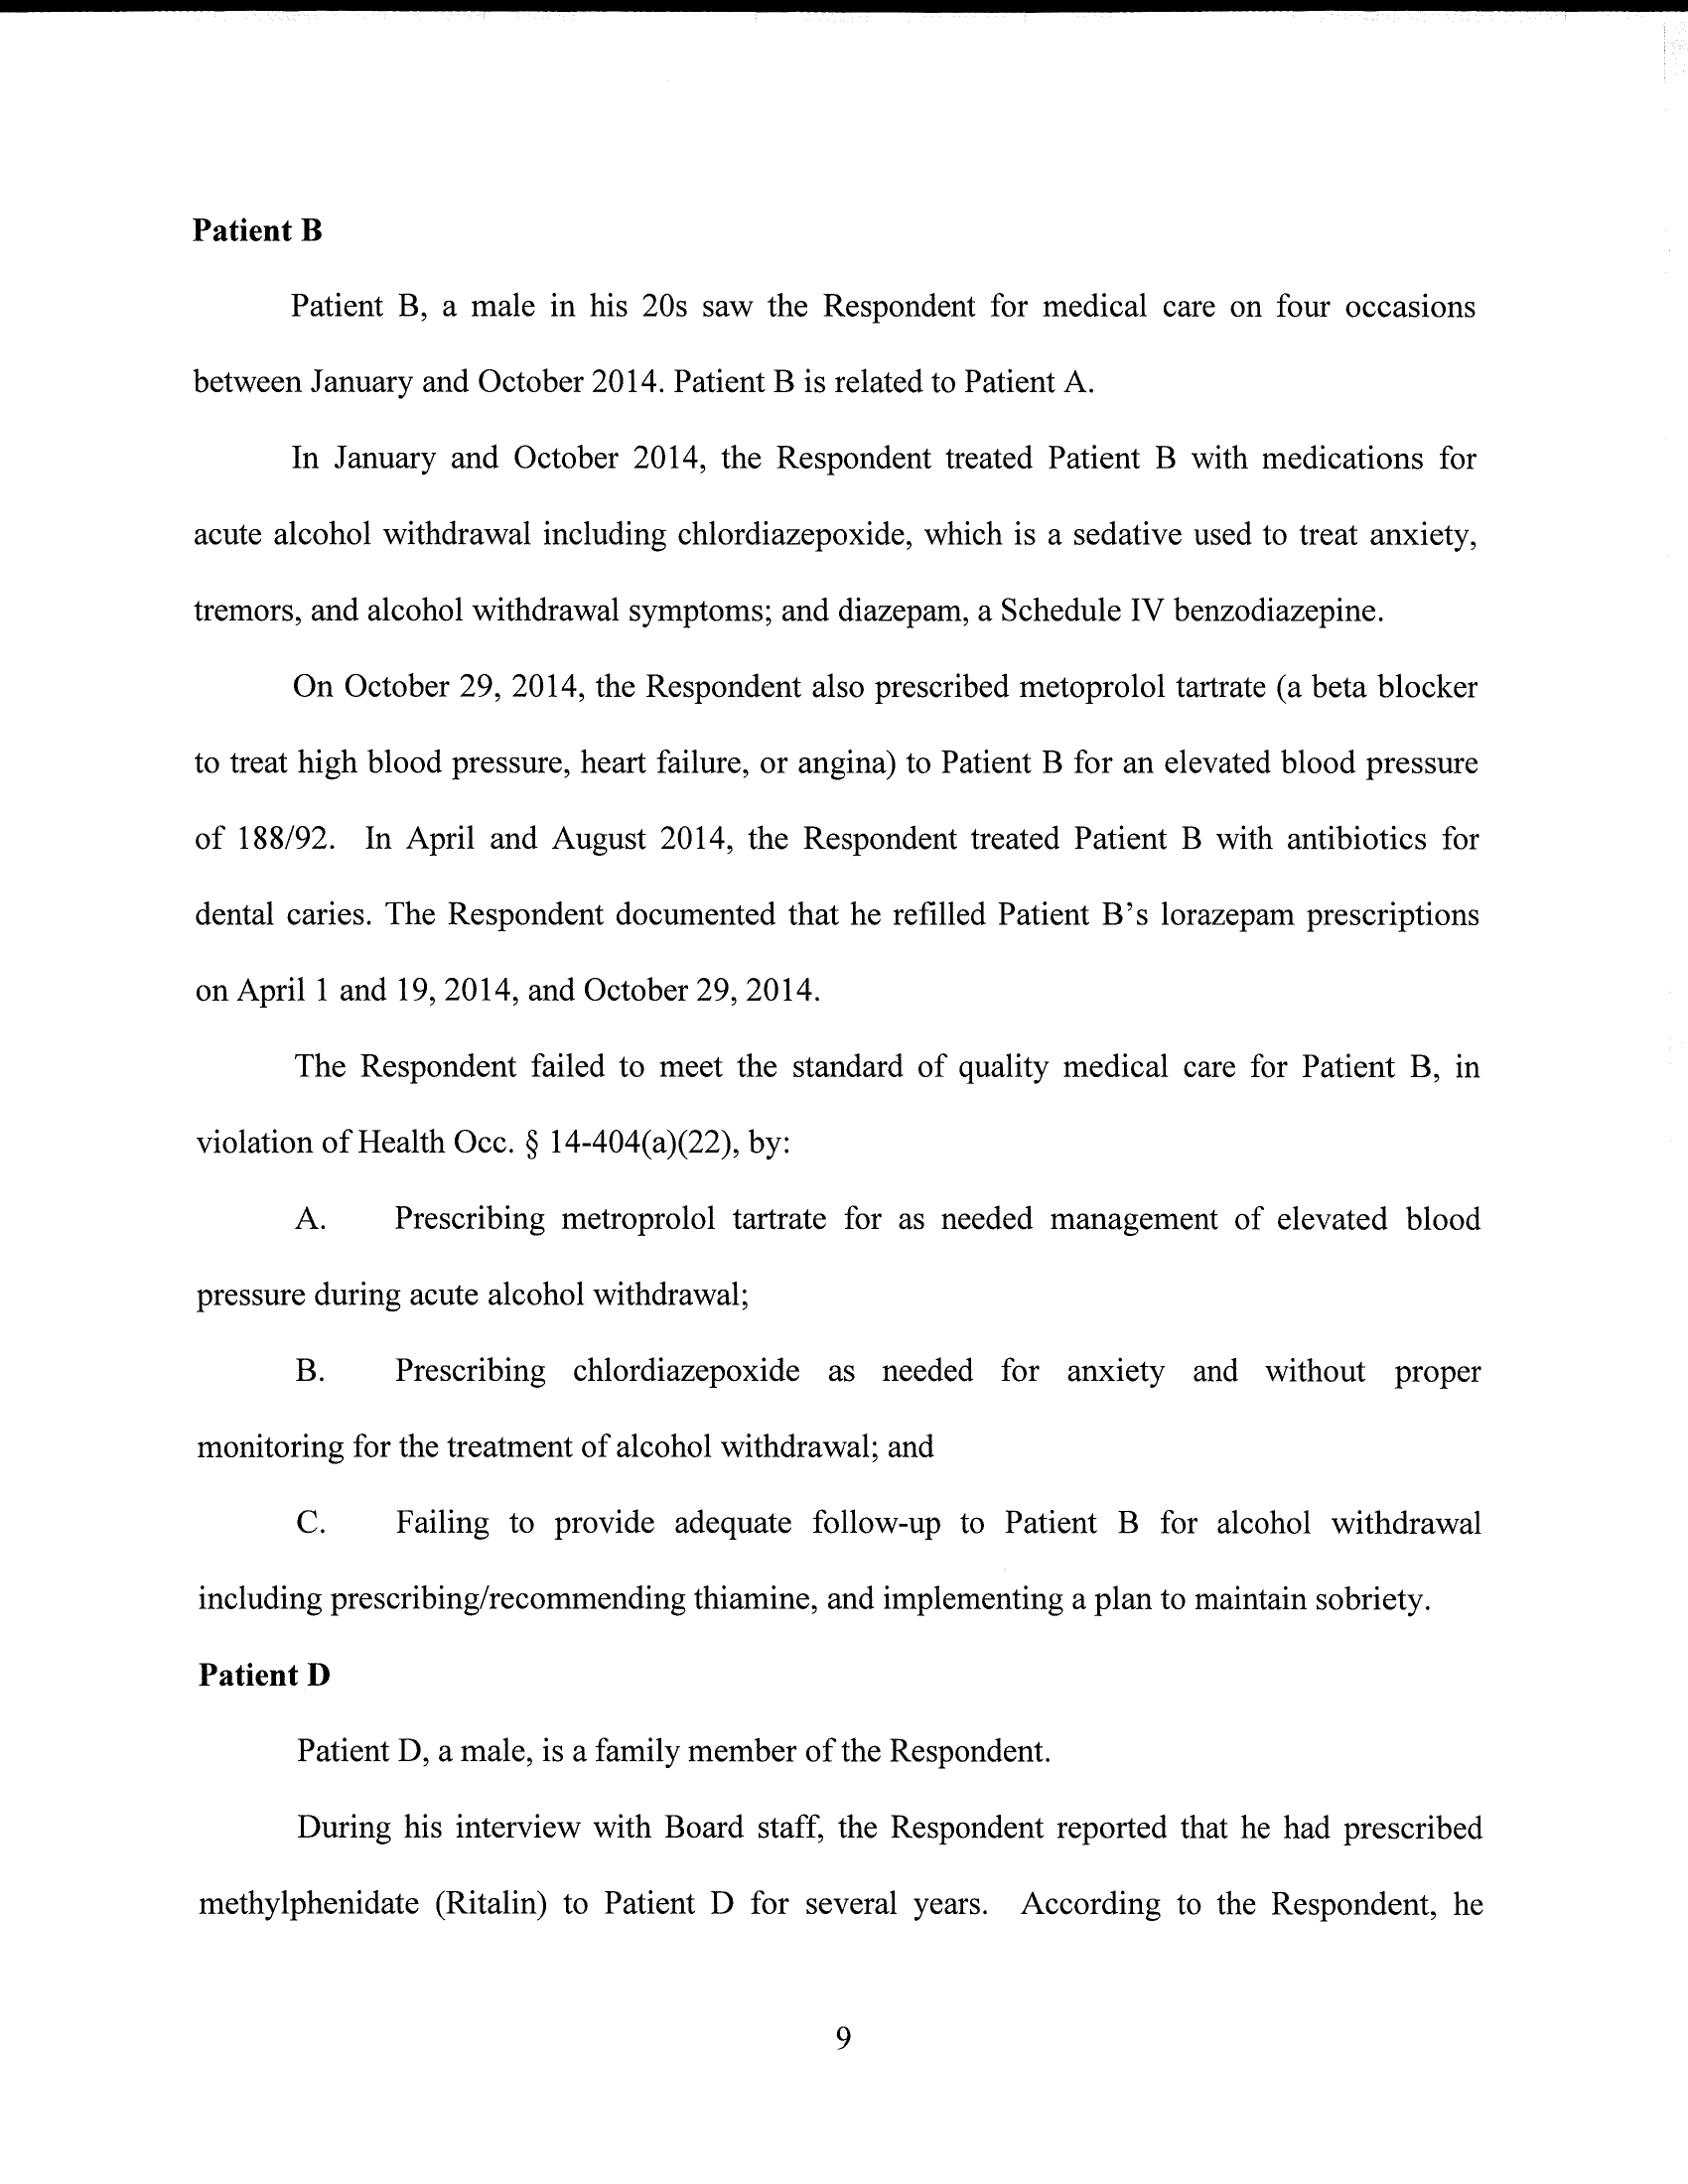 Patient B
Patient B, a male in his 20s saw the Respondent for medical care on four occasions
between January and October 2014. Patient B is related to Patient A.
In January and October 2014, the Respondent treated Patient B with medications for
acute alcohol withdrawal including chlordiazepoxide, which is a sedative used to treat anxiety,
tremors, and alcohol withdrawal symptoms; and diazepam, a Schedule IV benzodiazepine.
On October 29, 2014, the Respondent also prescribed metoprolol tartrate (a beta blocker
to treat high blood pressure, heart failure, or angina) to Patient B for an elevated blood pressure
of 188/92. In April and August 2014, the Respondent treated Patient B with antibiotics for
dental caries. The Respondent documented that he refilled Patient B’s lorazepam prescriptions
on April 1 and 19, 2014, and October 29, 2014.
The Respondent failed to meet the standard of quality medical care for Patient B, in
violation of Health Occ. § 14-404(a)(22), by:
A. Prescribing metroprolol tartrate for as needed management of elevated blood
pressure during acute alcohol withdrawal;
B. Prescribing chlordiazepoxide as needed for anxiety and without proper
monitoring for the treatment of alcohol withdrawal; and
C. Failing to provide adequate follow-up to Patient B for alcohol withdrawal
including prescribing/recommending thiamine, and implementing a plan to maintain sobriety.
Patient D
Patient D, a male, is a family member of the Respondent.
During his interview with Board staff, the Respondent reported that he had prescribed
methylphenidate (Ritalin) to Patient D for several years. According to the Respondent, he
9